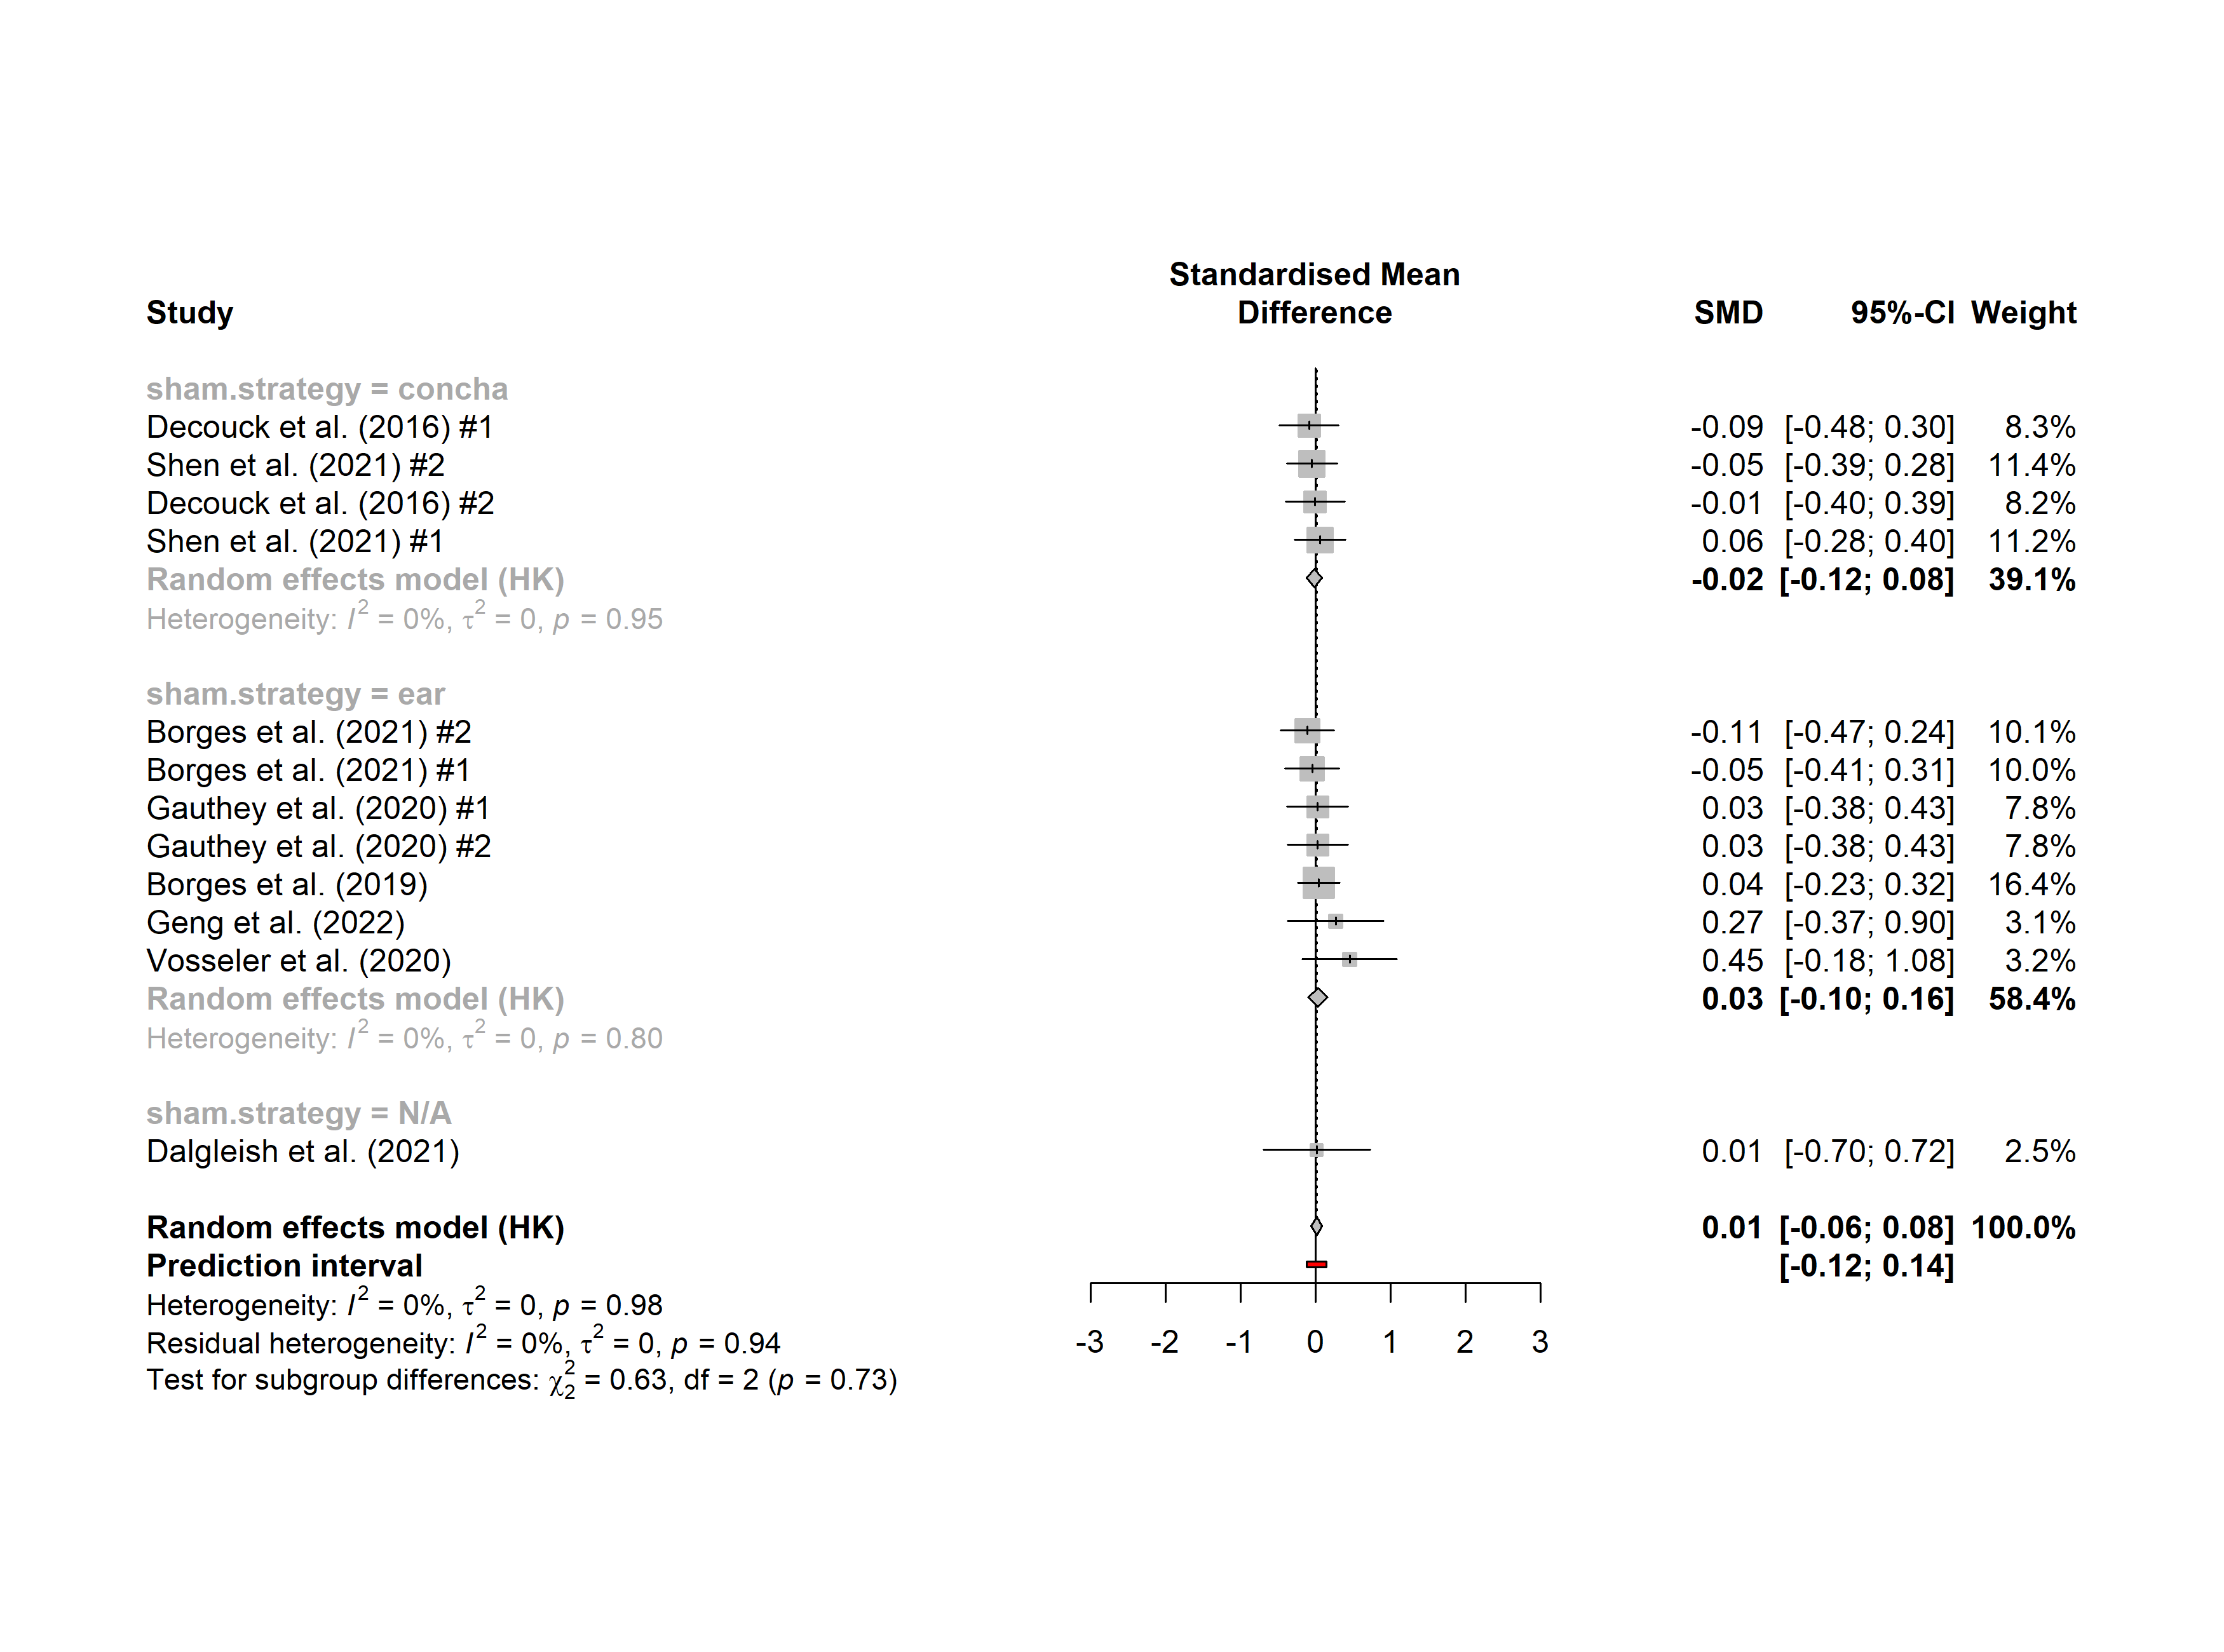 Standardised Mean
Study Difference SMD 95%-CI Weight
sham.strategy = concha
Decouck et al. (2016) #1 -0.09 [-0.48; 0.30] 8.3%
Shen et al. (2021) #2 -0.05 [-0.39; 0.28] 11.4%
Decouck et al. (2016) #2 -0.01 [-0.40; 0.39] 8.2%
Shen et al. (2021) #1 0.06 [-0.28; 0.40] 11.2%
Random effects model (HK) -0.02 [-0.12; 0.08] 39.1%
Heterogeneity: I² = 0%, τ² = 0, p = 0.95
sham.strategy = ear
Borges et al. (2021) #2 -0.11 [-0.47; 0.24] 10.1%
Borges et al. (2021) #1 -0.05 [-0.41; 0.31] 10.0%
Gauthey et al. (2020) #1 0.03 [-0.38; 0.43] 7.8%
Gauthey et al. (2020) #2 0.03 [-0.38; 0.43] 7.8%
Borges et al. (2019) 0.04 [-0.23; 0.32] 16.4%
Geng et al. (2022) 0.27 [-0.37; 0.90] 3.1%
Vosseler et al. (2020) 0.45 [-0.18; 1.08] 3.2%
Random effects model (HK) 0.03 [-0.10; 0.16] 58.4%
Heterogeneity: I² = 0%, τ² = 0, p = 0.80
sham.strategy = N/A
Dalgleish et al. (2021) 0.01 [-0.70; 0.72] 2.5%
Random effects model (HK) 0.01 [-0.06; 0.08] 100.0%
Prediction interval [-0.12; 0.14]
Heterogeneity: I² = 0%, τ² = 0, p = 0.98
Residual heterogeneity: I² = 0%, τ² = 0, p = 0.94
-3 -2 -1 0 1 2 3
Test for subgroup differences: χ²₂ = 0.63, df = 2 (p = 0.73)